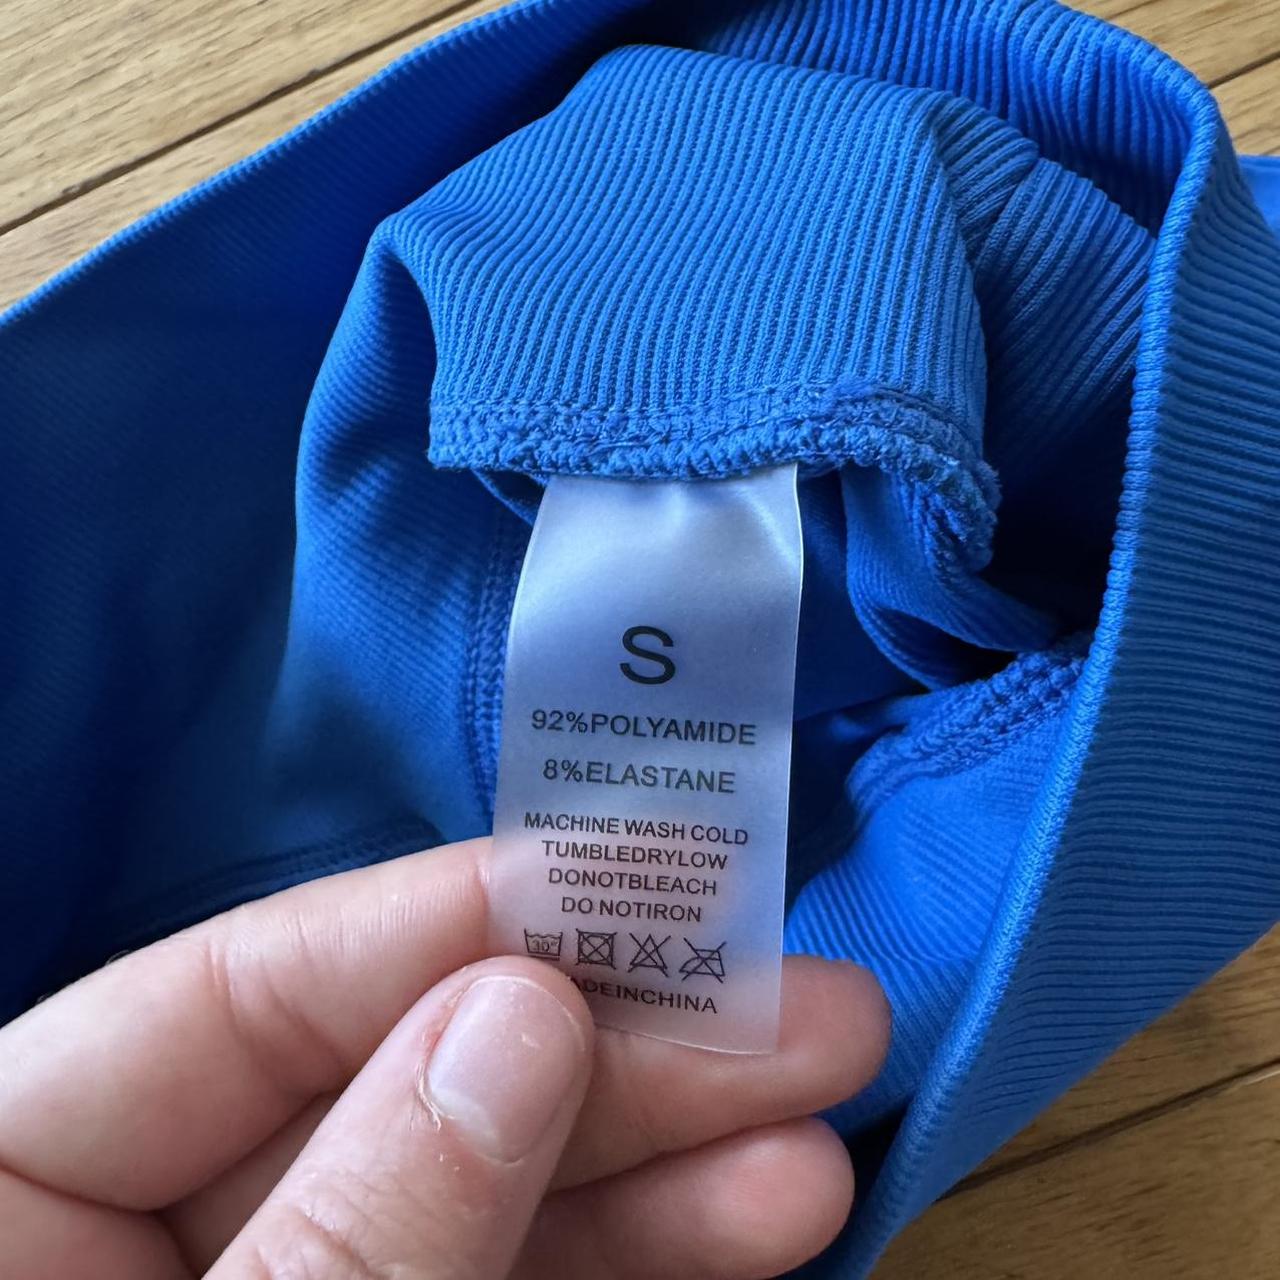 S
92%POLYAMIDE
8%ELASTANE
MACHINE WASH COLD
TUMBLEDRYLOW
DONOTBLEACH
DO NOTIRON
30°
ADEINCHINA